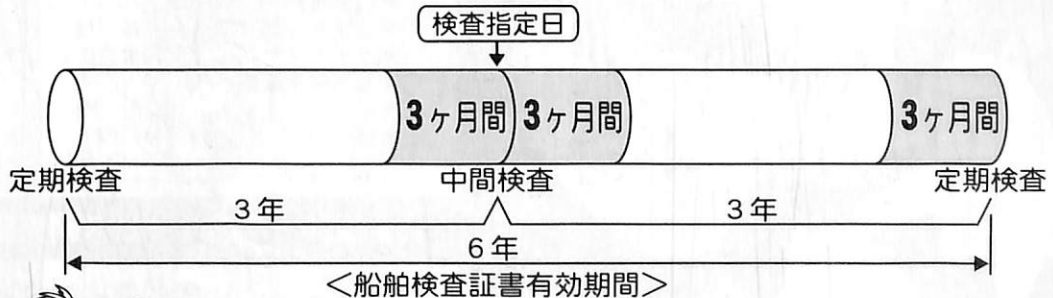 検査指定日
3ヶ月間 3ヶ月間 3ヶ月間
定期検査 中間検査 定期検査
3年 3年
6年
<船舶検査証書有効期間>